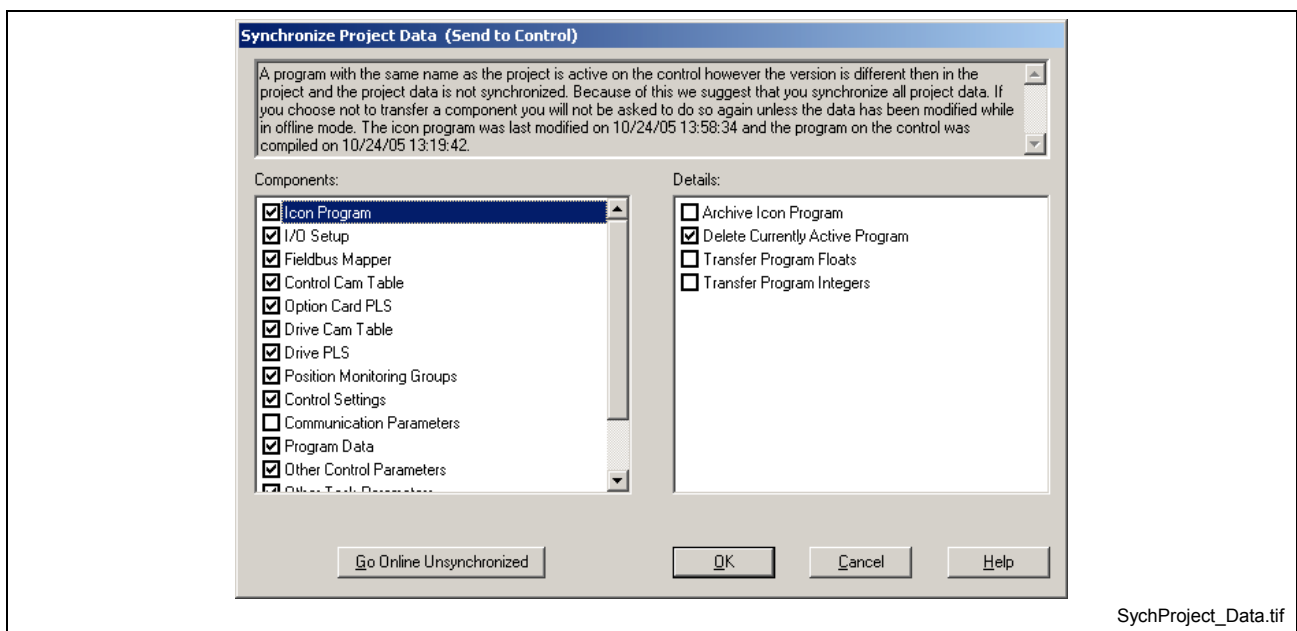 Synchronize Project Data (Send to Control)
A program with the same name as the project is active on the control however the version is different then in the
project and the project data is not synchronized. Because of this we suggest that you synchronize all project data. If
you choose not to transfer a component you will not be asked to do so again unless the data has been modified while
in offline mode. The icon program was last modified on 10/24/05 13:58:34 and the program on the control was
compiled on 10/24/05 13:19:42.
Components:
Icon Program
I/O Setup
Fieldbus Mapper
Control Cam Table
Option Card PLS
Drive Cam Table
Drive PLS
Position Monitoring Groups
Control Settings
Communication Parameters
Program Data
Other Control Parameters
Other Task Parameters
Details:
Archive Icon Program
Delete Currently Active Program
Transfer Program Floats
Transfer Program Integers
Go Online Unsynchronized
OK
Cancel
Help
SychProject_Data.tif